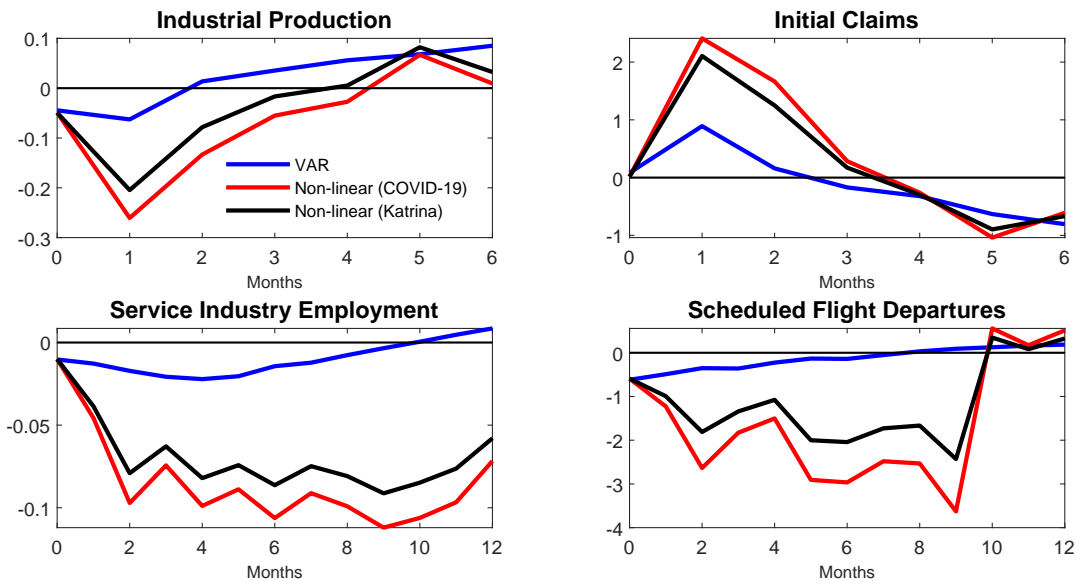 Industrial Production
0.1
0
-0.1
-0.2
-0.3
0 1 2 3 4 5 6
Months
VAR
Non-linear (COVID-19)
Non-linear (Katrina)
Initial Claims
2
1
0
-1
0 1 2 3 4 5 6
Months
Service Industry Employment
0
-0.05
-0.1
0 2 4 6 8 10 12
Months
Scheduled Flight Departures
0
-1
-2
-3
-4
0 2 4 6 8 10 12
Months